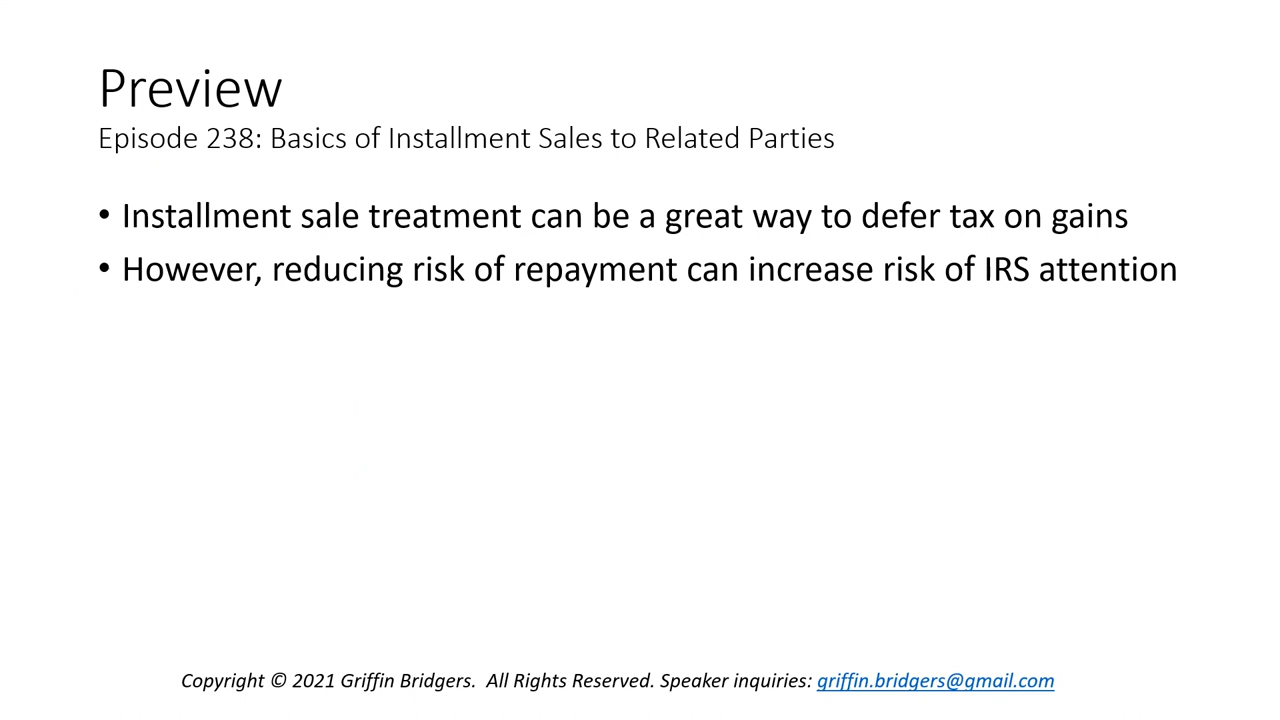 Preview
Episode 238: Basics of Installment Sales to Related Parties
• Installment sale treatment can be a great way to defer tax on gains
• However, reducing risk of repayment can increase risk of IRS attention
Copyright © 2021 Griffin Bridgers.  All Rights Reserved. Speaker inquiries: griffin.bridgers@gmail.com